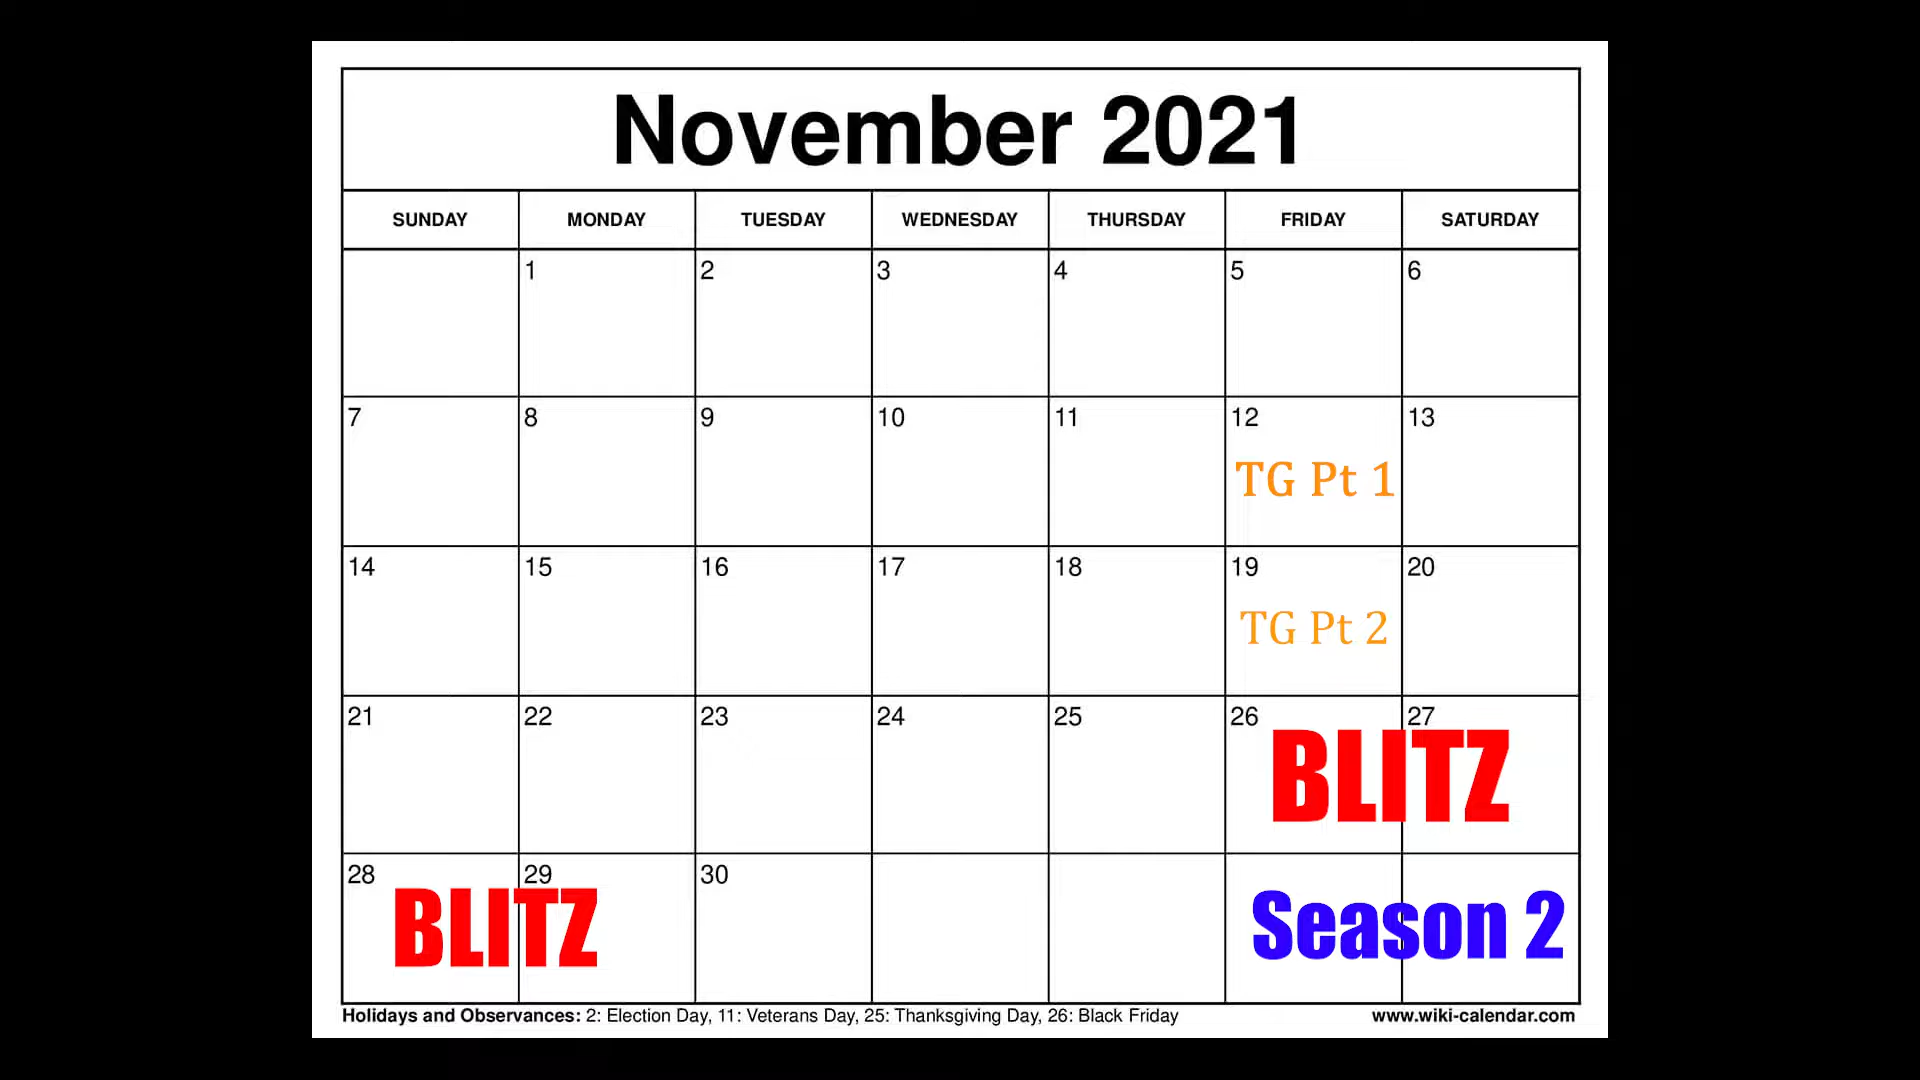 November 2021
SUNDAY MONDAY TUESDAY WEDNESDAY THURSDAY FRIDAY SATURDAY
1 2 3 4 5 6
7 8 9 10 11 12 13
TG Pt 1
14 15 16 17 18 19 20
TG Pt 2
21 22 23 24 25 26 27
BLITZ
28 29 30
BLITZ Season 2
Holidays and Observances: 2: Election Day, 11: Veterans Day, 25: Thanksgiving Day, 26: Black Friday www.wiki-calendar.com